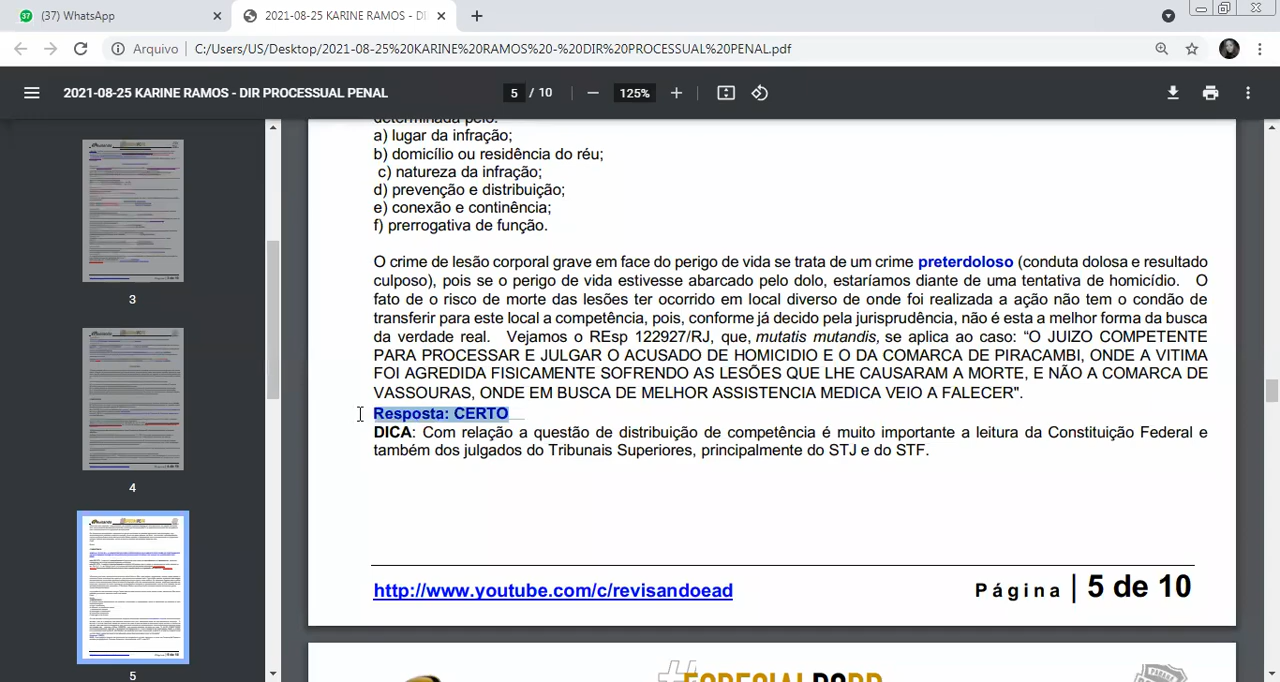 (37) WhatsApp
2021-08-25 KARINE RAMOS - DI
Arquivo
C:/Users/US/Desktop/2021-08-25%20KARINE%20RAMOS%20-%20DIR%20PROCESSUAL%20PENAL.pdf
2021-08-25 KARINE RAMOS - DIR PROCESSUAL PENAL
5 / 10
125%
determinada pelo:
a) lugar da infração;
b) domicílio ou residência do réu;
c) natureza da infração;
d) prevenção e distribuição;
e) conexão e continência;
f) prerrogativa de função.
O crime de lesão corporal grave em face do perigo de vida se trata de um crime preterdoloso (conduta dolosa e resultado
culposo), pois se o perigo de vida estivesse abarcado pelo dolo, estaríamos diante de uma tentativa de homicídio. O
fato de o risco de morte das lesões ter ocorrido em local diverso de onde foi realizada a ação não tem o condão de
transferir para este local a competência, pois, conforme já decido pela jurisprudência, não é esta a melhor forma da busca
da verdade real. Vejamos o REsp 122927/RJ, que, mutatis mutandis, se aplica ao caso: “O JUIZO COMPETENTE
PARA PROCESSAR E JULGAR O ACUSADO DE HOMICIDIO E O DA COMARCA DE PIRACAMBI, ONDE A VITIMA
FOI AGREDIDA FISICAMENTE SOFRENDO AS LESÕES QUE LHE CAUSARAM A MORTE, E NÃO A COMARCA DE
VASSOURAS, ONDE EM BUSCA DE MELHOR ASSISTENCIA MEDICA VEIO A FALECER".
Resposta: CERTO
DICA: Com relação a questão de distribuição de competência é muito importante a leitura da Constituição Federal e
também dos julgados do Tribunais Superiores, principalmente do STJ e do STF.
http://www.youtube.com/c/revisandoead
Página | 5 de 10
3
4
5